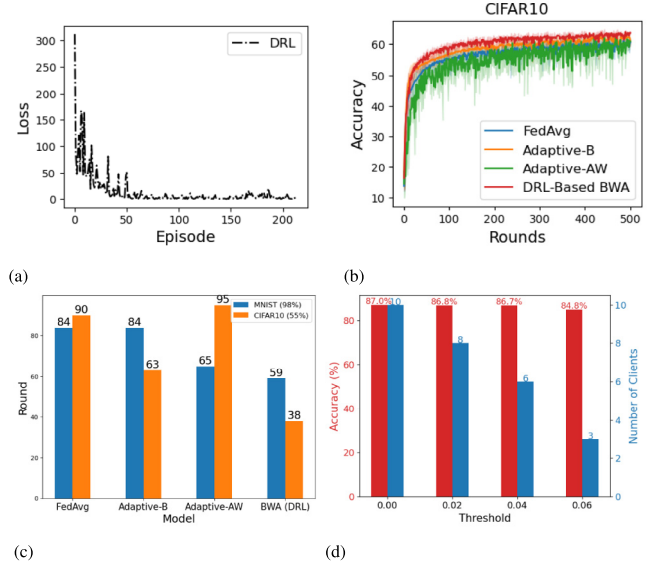 DRL
300
250
200
150
100
50
0
Loss
0 50 100 150 200
Episode
(a)
CIFAR10
60
50
40
30
20
10
Accuracy
FedAvg
Adaptive-B
Adaptive-AW
DRL-Based BWA
0 100 200 300 400 500
Rounds
(b)
MNIST (98%)
CIFAR10 (55%)
84 90 84 63 65 95 59 38
80
60
40
20
0
Round
FedAvg Adaptive-B Adaptive-AW BWA (DRL)
Model
(c)
87.0% 10 86.8% 8 86.7% 6 84.8% 3
80
60
40
20
0
Accuracy (%)
10
8
6
4
2
0
Number of Clients
0.00 0.02 0.04 0.06
Threshold
(d)